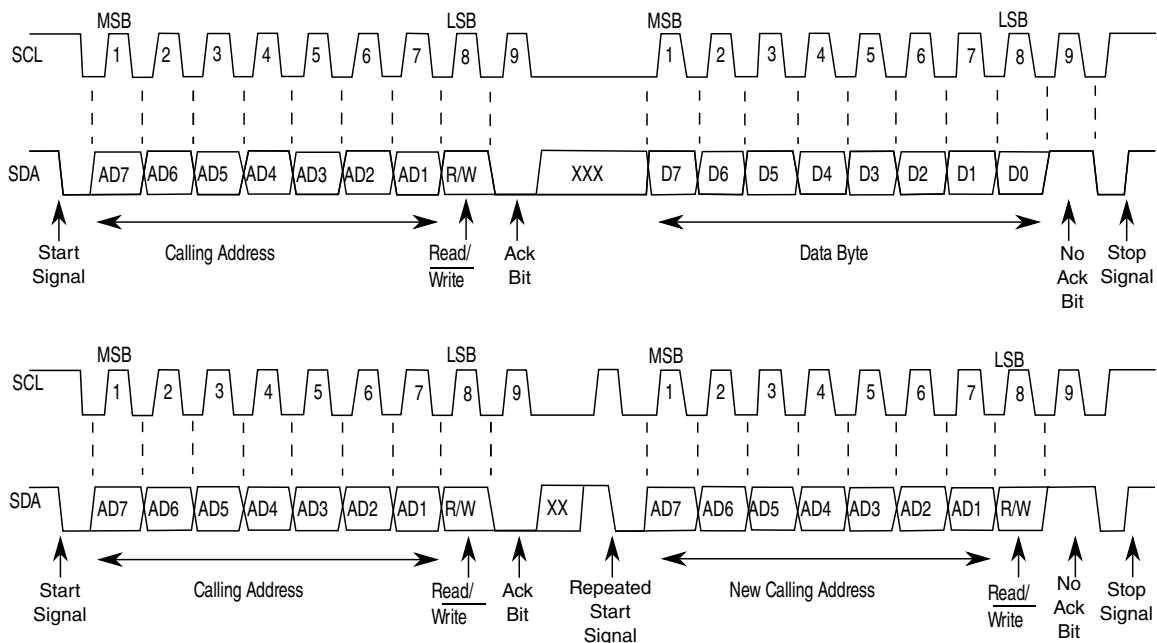 MSB LSB MSB LSB
SCL 1 2 3 4 5 6 7 8 9 1 2 3 4 5 6 7 8 9
SDA AD7 AD6 AD5 AD4 AD3 AD2 AD1 R/W XXX D7 D6 D5 D4 D3 D2 D1 D0
Start Calling Address Read/ Ack Data Byte No Stop
Signal Write Bit Ack Signal
Bit
MSB LSB MSB LSB
SCL 1 2 3 4 5 6 7 8 9 1 2 3 4 5 6 7 8 9
SDA AD7 AD6 AD5 AD4 AD3 AD2 AD1 R/W XX AD7 AD6 AD5 AD4 AD3 AD2 AD1 R/W
Start Calling Address Read/ Ack Repeated New Calling Address Read/ No Stop
Signal Write Bit Start Write Ack Signal
Signal Bit